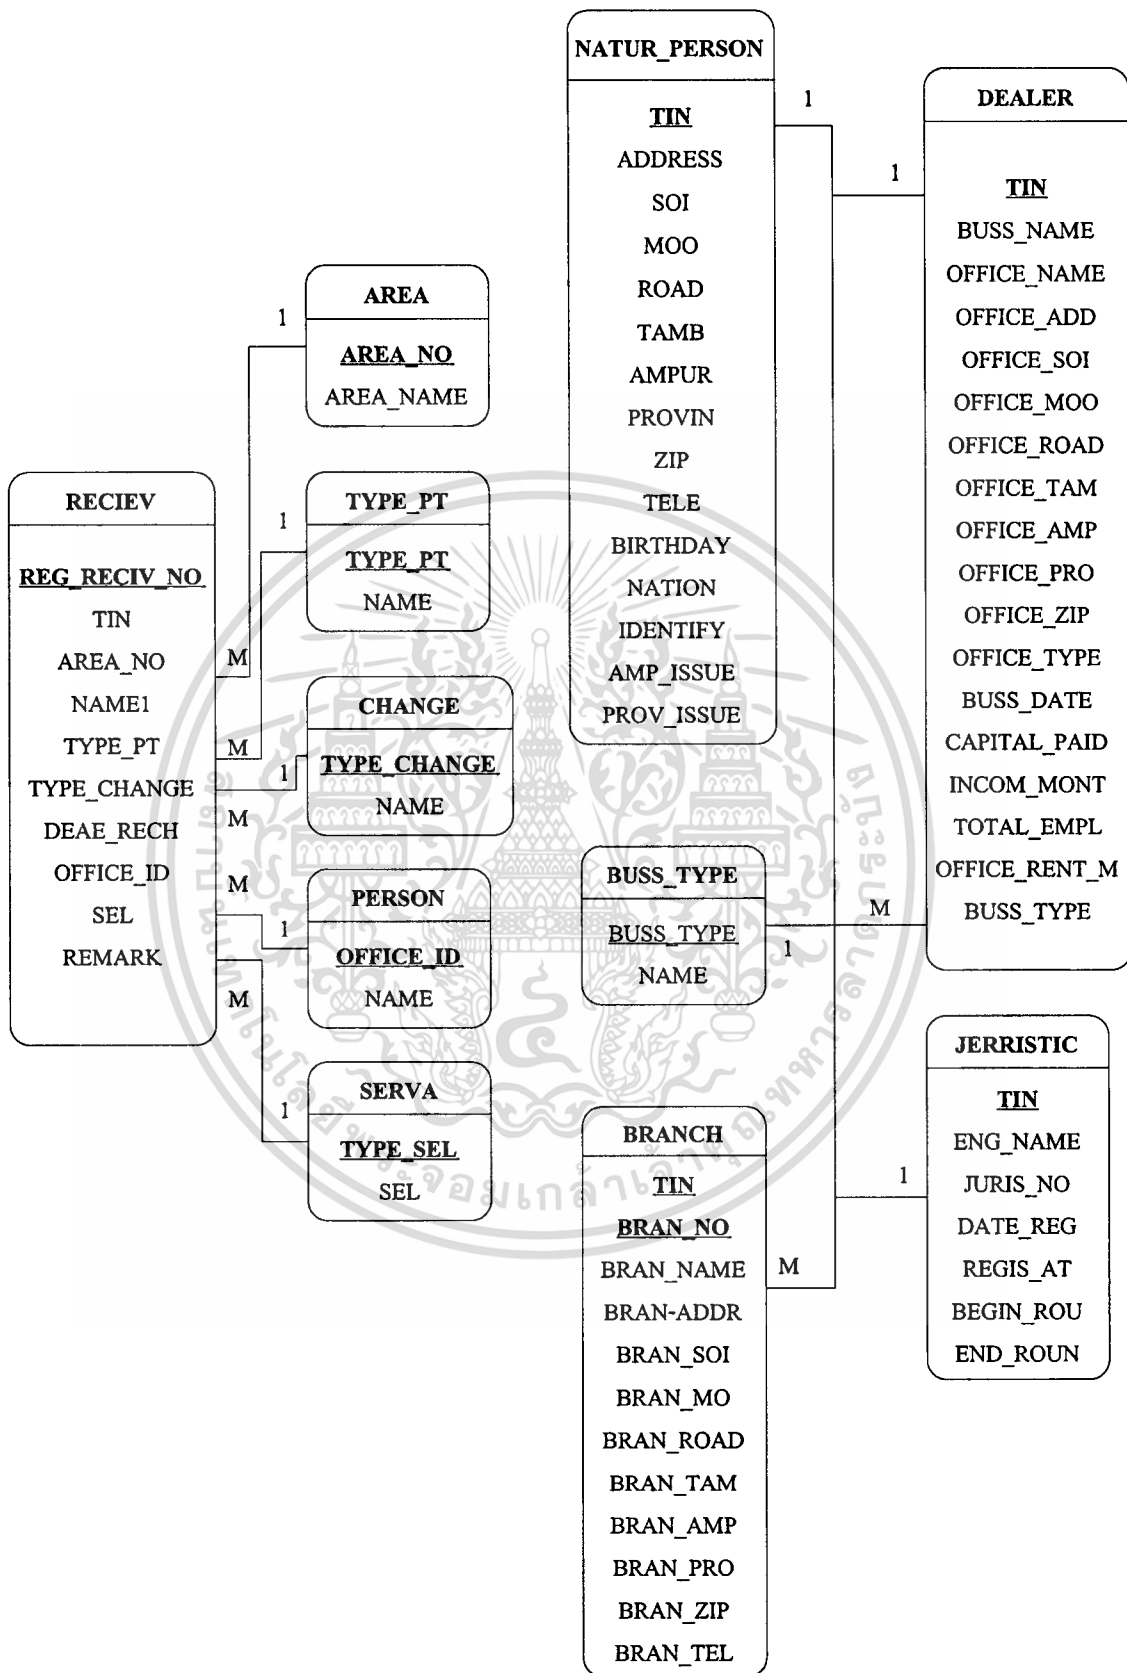 RECIEV
REG_RECIV_NO
TIN
AREA_NO
NAME1
TYPE_PT
TYPE_CHANGE
DEAE_RECH
OFFICE_ID
SEL
REMARK
M
M
M
M
M
1
1
1
1
1
AREA
AREA_NO
AREA_NAME
TYPE_PT
TYPE_PT
NAME
CHANGE
TYPE_CHANGE
NAME
PERSON
OFFICE_ID
NAME
SERVA
TYPE_SEL
SEL
NATUR_PERSON
TIN
ADDRESS
SOI
MOO
ROAD
TAMB
AMPUR
PROVIN
ZIP
TELE
BIRTHDAY
NATION
IDENTIFY
AMP_ISSUE
PROV_ISSUE
1
BUSS_TYPE
BUSS_TYPE
NAME
1
BRANCH
TIN
BRAN_NO
BRAN_NAME
BRAN-ADDR
BRAN_SOI
BRAN_MO
BRAN_ROAD
BRAN_TAM
BRAN_AMP
BRAN_PRO
BRAN_ZIP
BRAN_TEL
M
1
DEALER
TIN
BUSS_NAME
OFFICE_NAME
OFFICE_ADD
OFFICE_SOI
OFFICE_MOO
OFFICE_ROAD
OFFICE_TAM
OFFICE_AMP
OFFICE_PRO
OFFICE_ZIP
OFFICE_TYPE
BUSS_DATE
CAPITAL_PAID
INCOM_MONT
TOTAL_EMPL
OFFICE_RENT_M
BUSS_TYPE
M
1
JERRISTIC
TIN
ENG_NAME
JURIS_NO
DATE_REG
REGIS_AT
BEGIN_ROU
END_ROUN